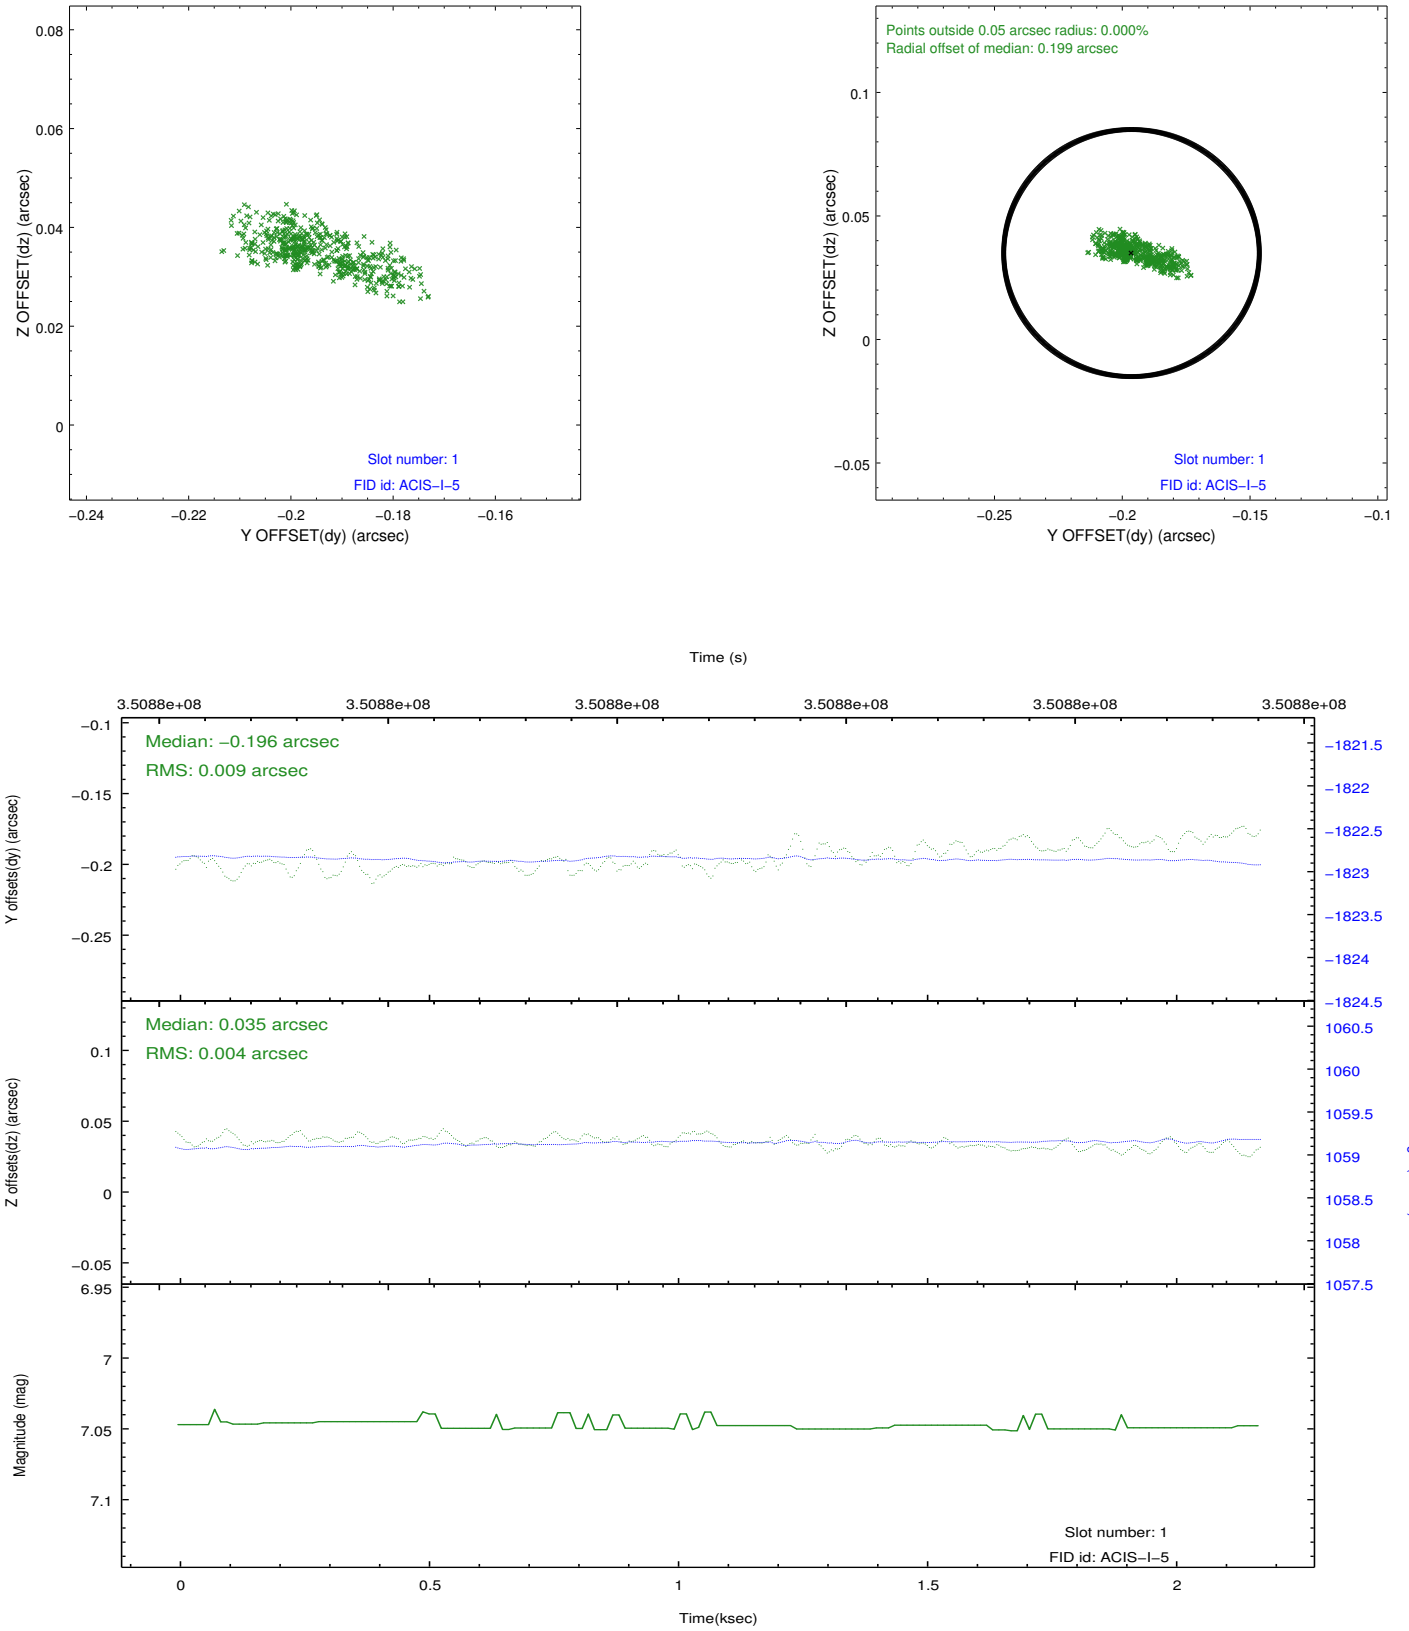 0.08
0.06
0.04
0.02
0
Z OFFSET(dz) (arcsec)
Slot number: 1
FID id: ACIS−I−5
−0.24
−0.22
−0.2
−0.18
−0.16
Y OFFSET(dy) (arcsec)
Points outside 0.05 arcsec radius: 0.000%
Radial offset of median: 0.199 arcsec
0.1
0.05
0
−0.05
Z OFFSET(dz) (arcsec)
Slot number: 1
FID id: ACIS−I−5
−0.25
−0.2
−0.15
−0.1
Y OFFSET(dy) (arcsec)
Time (s)
3.5088e+08
3.5088e+08
3.5088e+08
3.5088e+08
3.5088e+08
3.5088e+08
Median: −0.196 arcsec
RMS: 0.009 arcsec
−0.1
−0.15
−0.2
−0.25
Y offsets(dy) (arcsec)
−1821.5
−1822
−1822.5
−1823
−1823.5
−1824
−1824.5
Median: 0.035 arcsec
RMS: 0.004 arcsec
0.1
0.05
0
−0.05
Z offsets(dz) (arcsec)
1060.5
1060
1059.5
1059
1058.5
1058
1057.5
6.95
7
7.05
7.1
Magnitude (mag)
Slot number: 1
FID id: ACIS−I−5
0
0.5
1
1.5
2
Time(ksec)